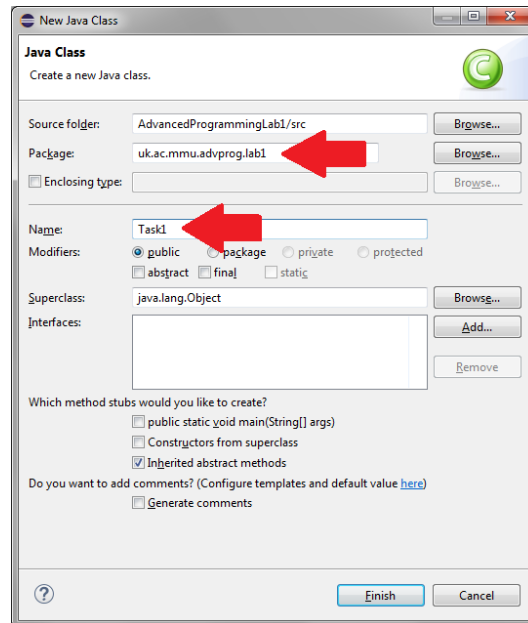 New Java Class
Java Class
Create a new Java class.
Source folder: AdvancedProgrammingLab1/src Browse...
Package: uk.ac.mmu.advprog.lab1 Browse...
Enclosing type: Browse...
Name: Task1
Modifiers: public package private protected
abstract final static
Superclass: java.lang.Object Browse...
Interfaces: Add...
Remove
Which method stubs would you like to create?
public static void main(String[] args)
Constructors from superclass
Inherited abstract methods
Do you want to add comments? (Configure templates and default value here)
Generate comments
? Finish Cancel